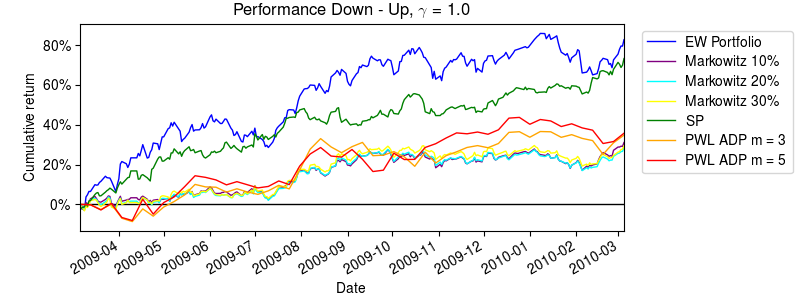 Performance Down - Up, γ = 1.0
Cumulative return
80%
60%
40%
20%
0%
2009-04
2009-05
2009-06
2009-07
2009-08
2009-09
2009-10
2009-11
2009-12
2010-01
2010-02
2010-03
Date
EW Portfolio
Markowitz 10%
Markowitz 20%
Markowitz 30%
SP
PWL ADP m = 3
PWL ADP m = 5